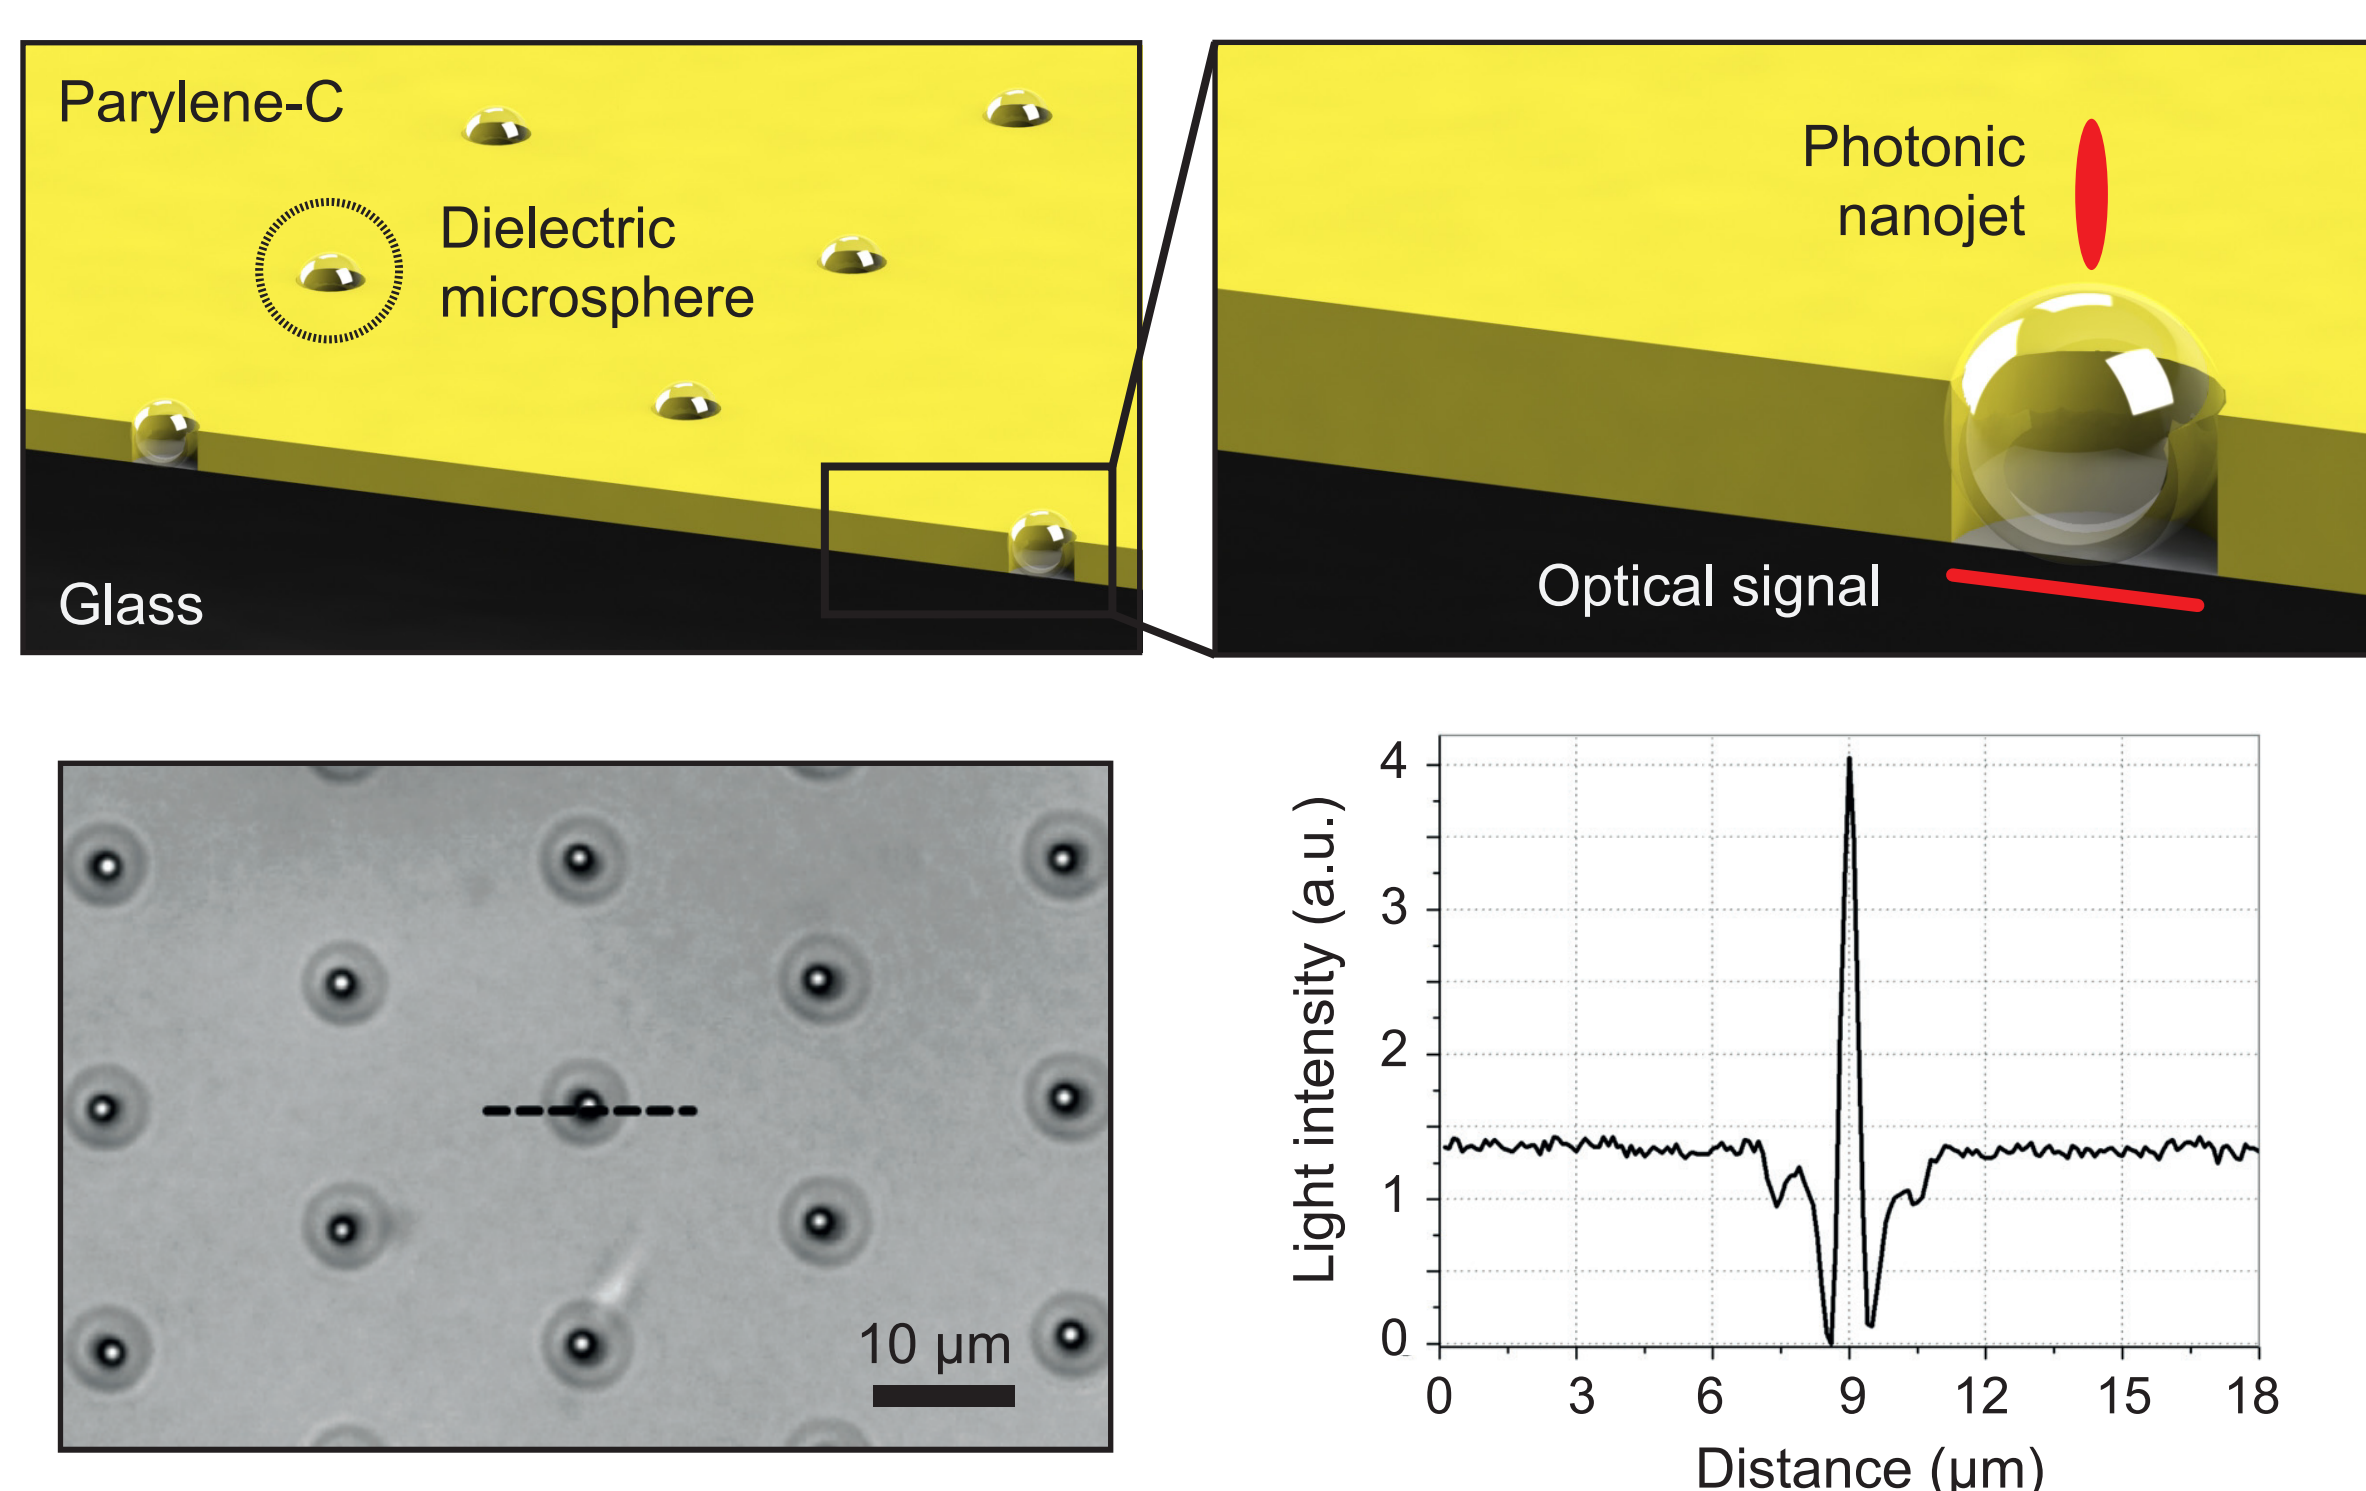 Parylene-C
Dielectric
microsphere
Glass
Photonic
nanojet
Optical signal
10 µm
Light intensity (a.u.)
4
3
2
1
0
0 3 6 9 12 15 18
Distance (µm)